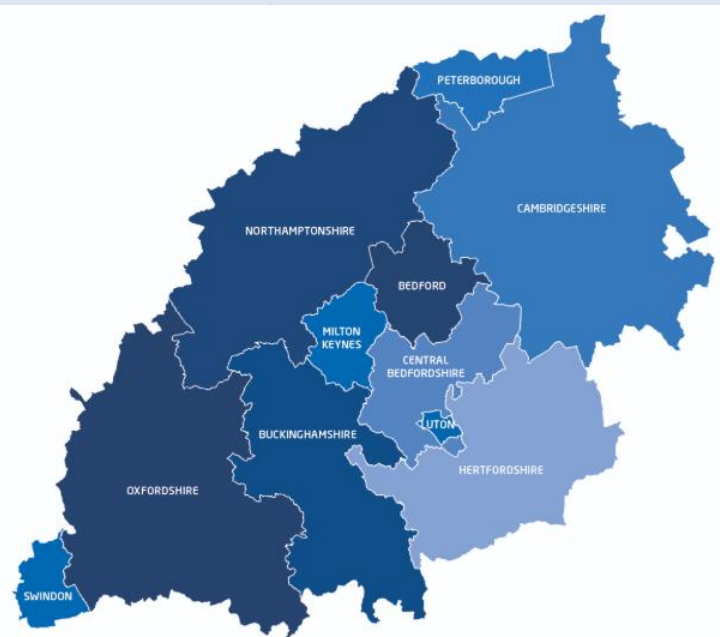 PETERBOROUGH
CAMBRIDGESHIRE
NORTHAMPTONSHIRE
BEDFORD
MILTON
KEYNES
CENTRAL
BEDFORDSHIRE
LUTON
BUCKINGHAMSHIRE
HERTFORDSHIRE
OXFORDSHIRE
SWINDON